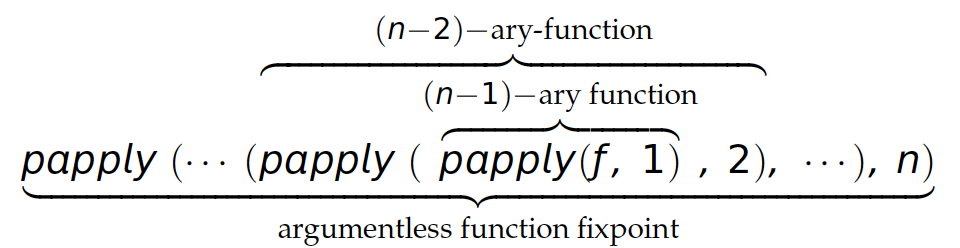 (n−2)−ary-function
(n−1)−ary function
papply (⋯ (papply ( papply(f, 1) , 2), ⋯), n)
argumentless function fixpoint